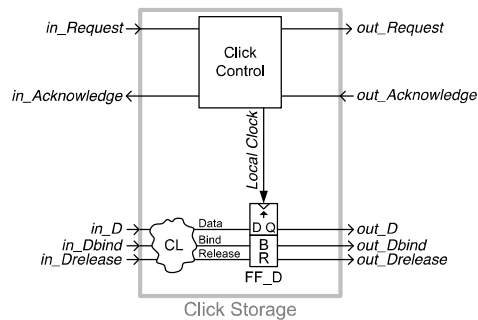 in_Request
out_Request
Click
Control
in_Acknowledge
out_Acknowledge
Local Clock
in_D
Data
D Q
out_D
in_Dbind
CL
Bind
B
out_Dbind
in_Drelease
Release
R
out_Drelease
FF_D
Click Storage